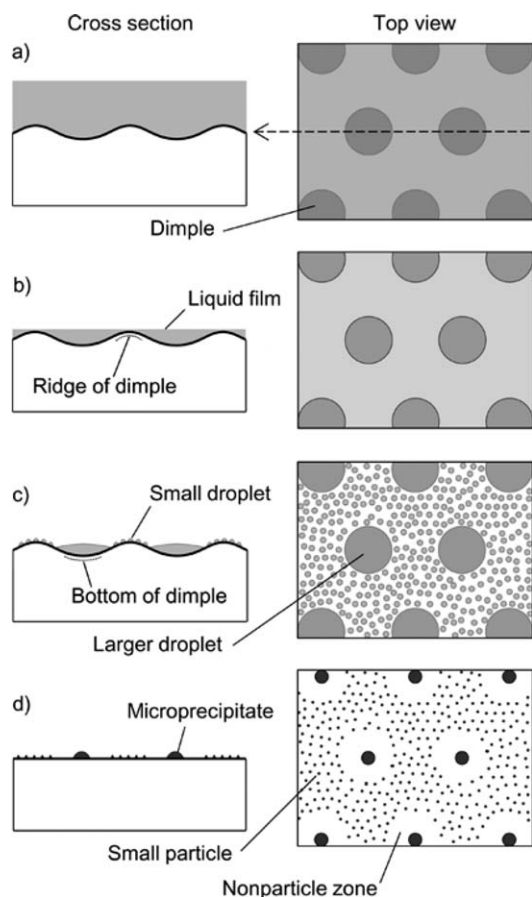 Cross section
Top view
a)
Dimple
b)
Liquid film
Ridge of dimple
c)
Small droplet
Bottom of dimple
Larger droplet
d)
Microprecipitate
Small particle
Nonparticle zone